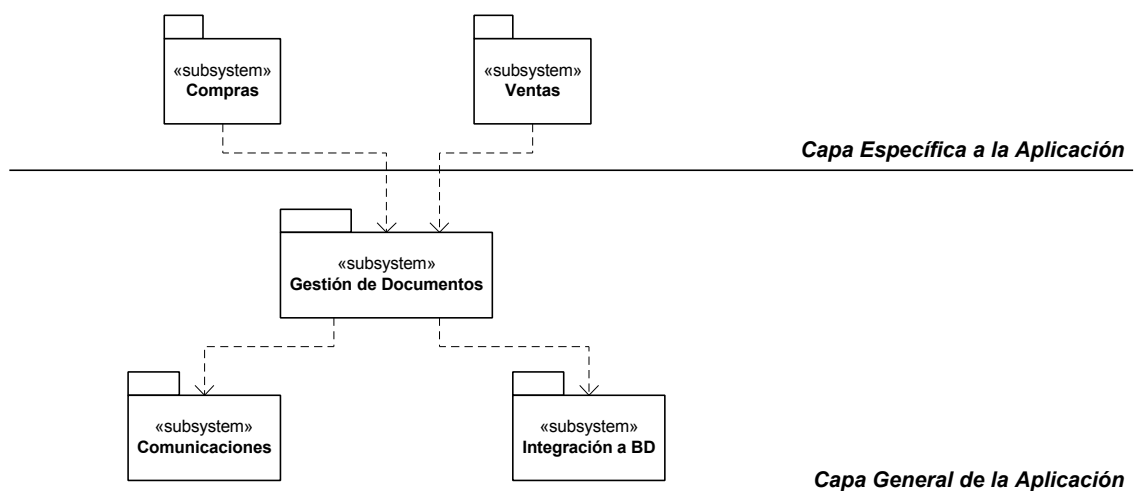 «subsystem»
Compras
«subsystem»
Ventas
Capa Específica a la Aplicación
«subsystem»
Gestión de Documentos
«subsystem»
Comunicaciones
«subsystem»
Integración a BD
Capa General de la Aplicación